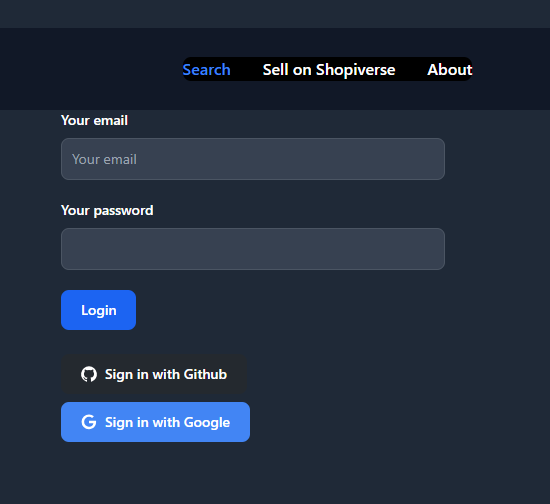 Search Sell on Shopiverse About
Your email
Your email
Your password
Login
Sign in with Github
Sign in with Google